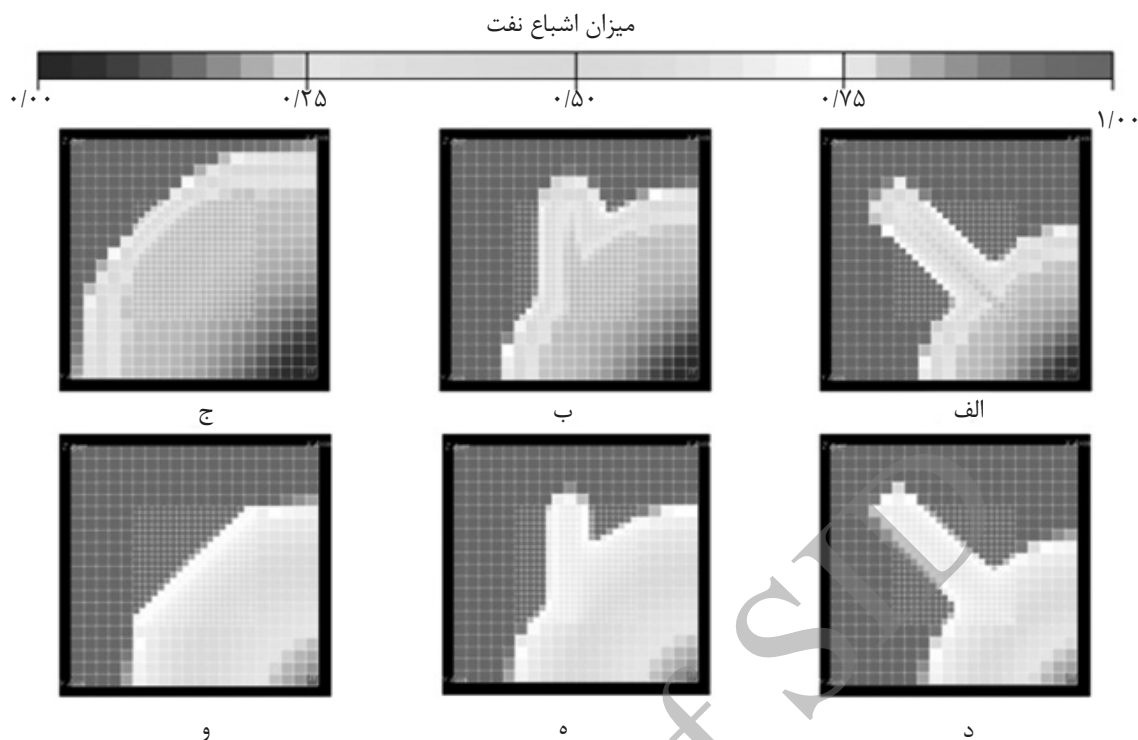 میزان اشباع نفت
۰/۰۰ ۰/۲۵ ۰/۵۰ ۰/۷۵ ۱/۰۰
الف ب ج
د ه و